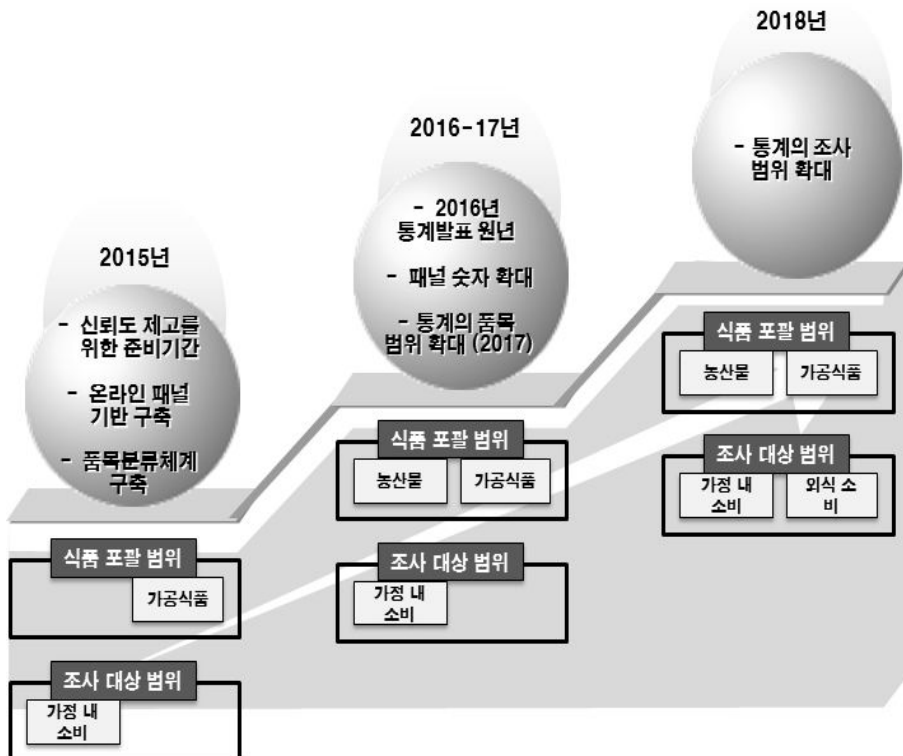 2015년
- 신뢰도 제고를
위한 준비기간
- 온라인 패널
기반 구축
- 품목분류체계
구축
식품 포괄 범위
가공식품
조사 대상 범위
가정 내
소비
2016-17년
- 2016년
통계발표 원년
- 패널 숫자 확대
- 통계의 품목
범위 확대 (2017)
식품 포괄 범위
농산물
가공식품
조사 대상 범위
가정 내
소비
2018년
- 통계의 조사
범위 확대
식품 포괄 범위
농산물
가공식품
조사 대상 범위
가정 내
소비
외식 소
비